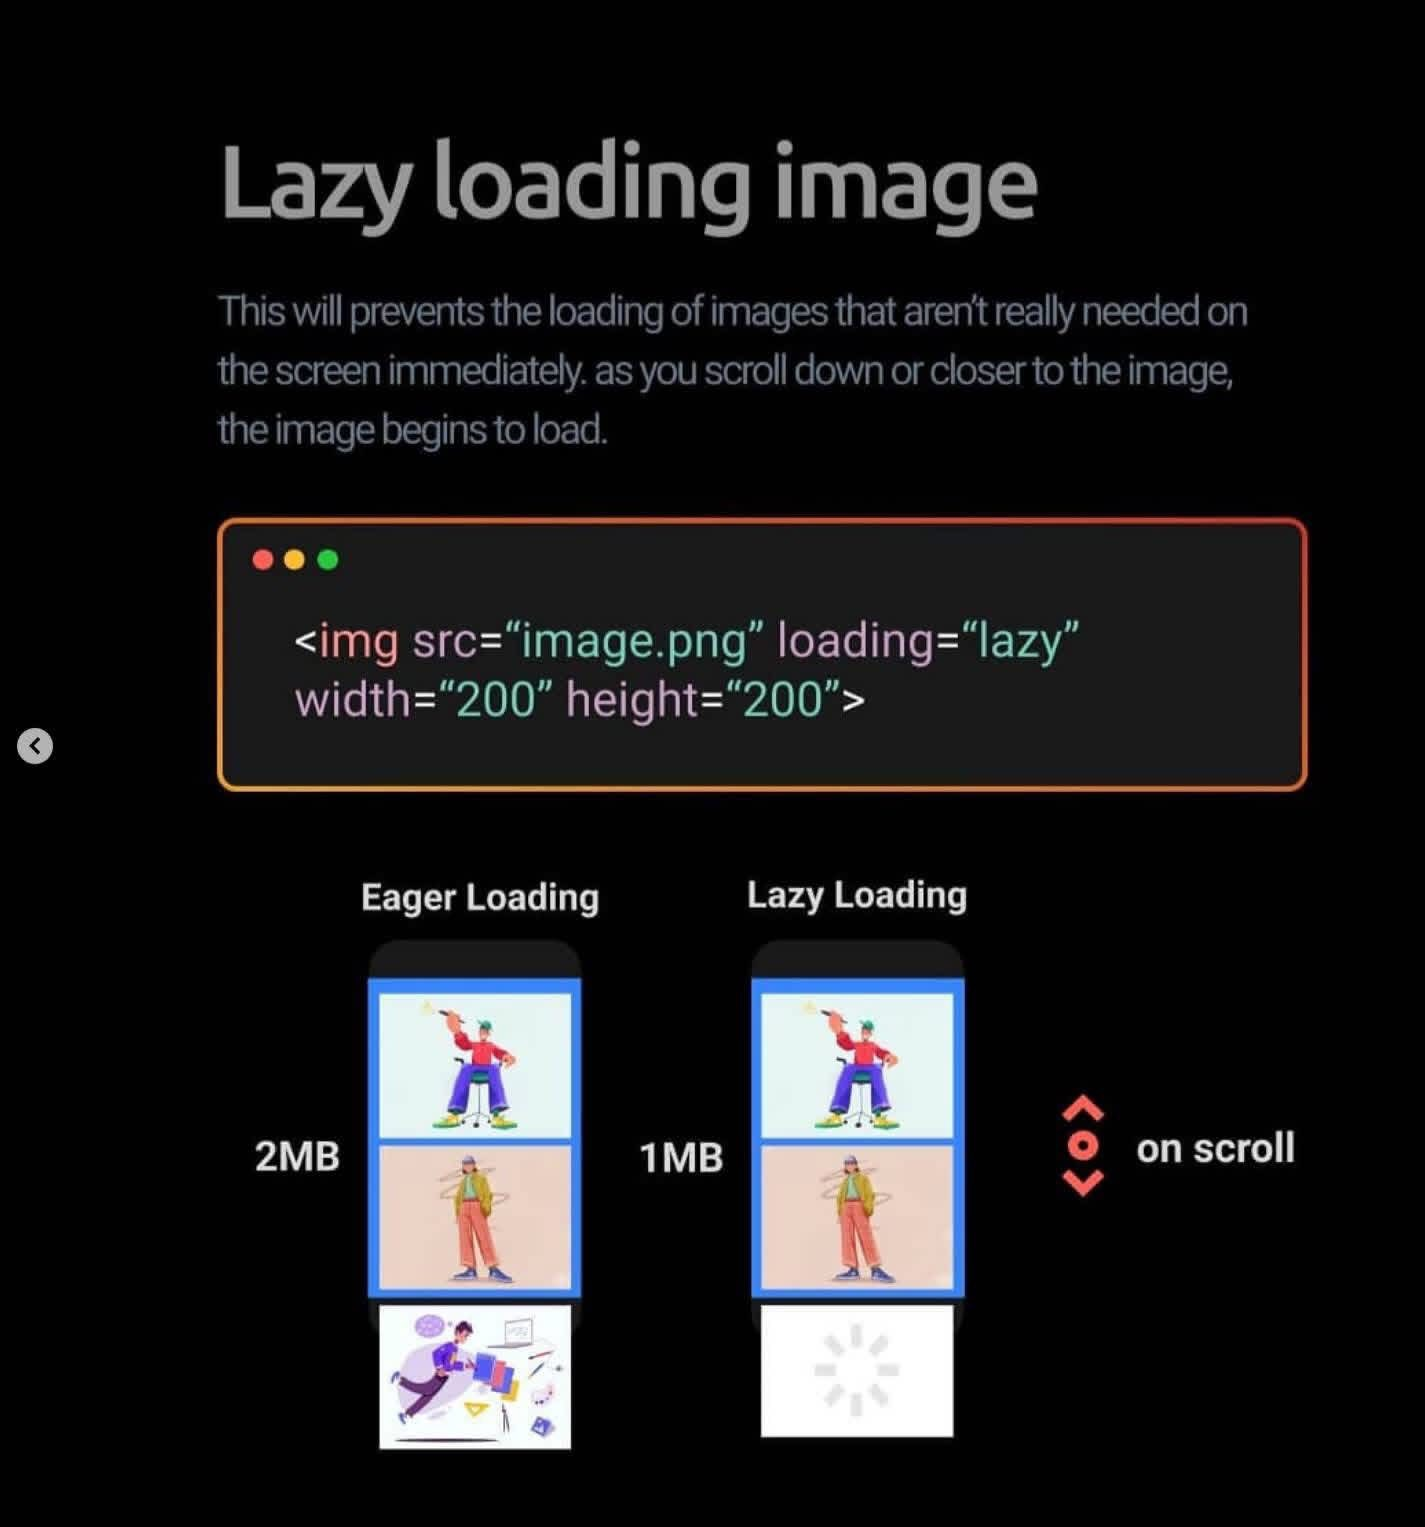 Lazy loading image
This will prevents the loading of images that aren’t really needed on
the screen immediately. as you scroll down or closer to the image,
the image begins to load.
<img src=“image.png” loading=“lazy”
width=“200” height=“200”>
Eager Loading
Lazy Loading
2MB
1MB
on scroll